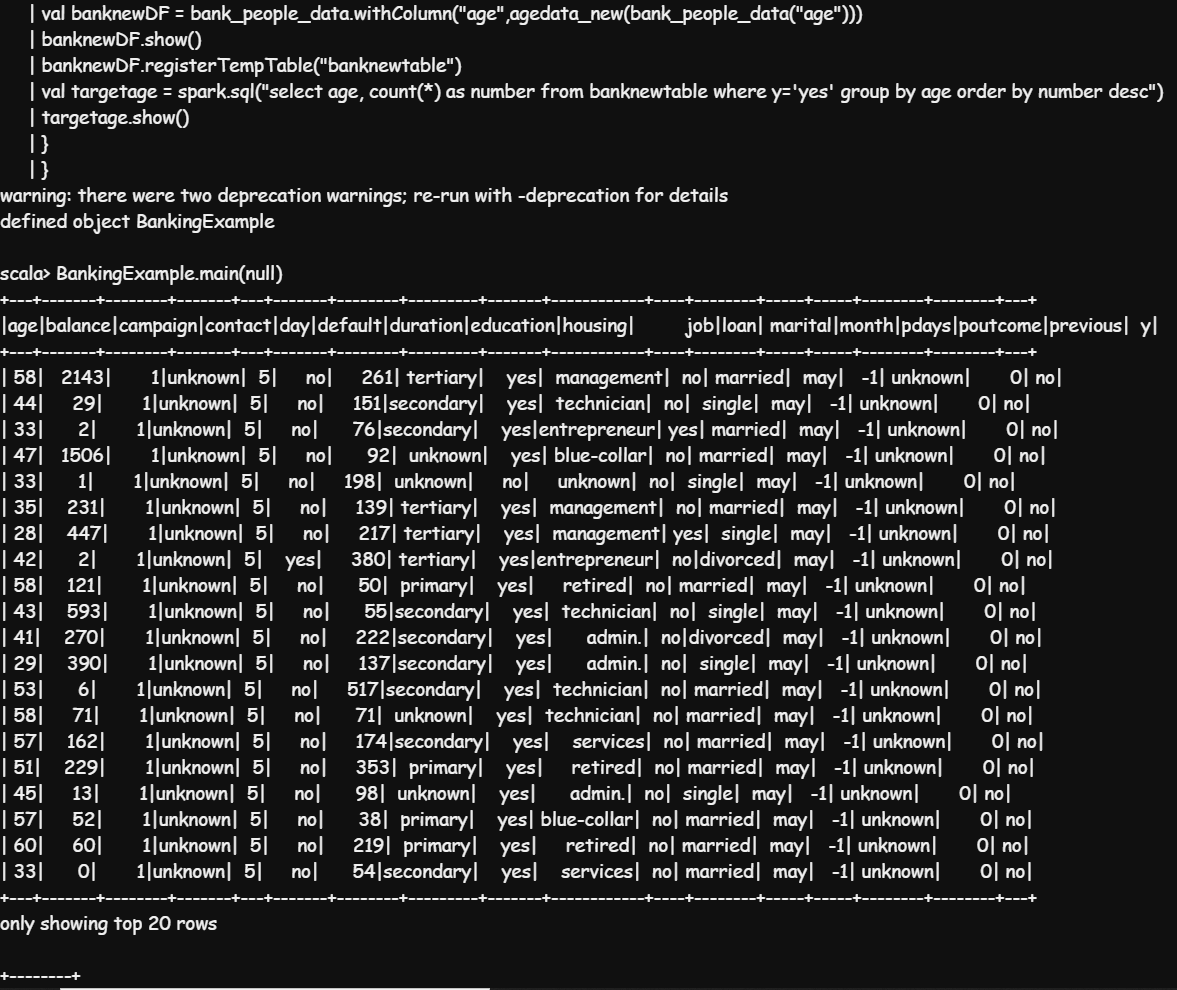 | val banknewDF = bank_people_data.withColumn("age",agedata_new(bank_people_data("age")))
| banknewDF.show()
| banknewDF.registerTempTable("banknewtable")
| val targetage = spark.sql("select age, count(*) as number from banknewtable where y='yes' group by age order by number desc")
| targetage.show()
| }
| }
warning: there were two deprecation warnings; re-run with -deprecation for details
defined object BankingExample
scala> BankingExample.main(null)
+---+-------+--------+-------+---+-------+--------+---------+-------+------------+----+--------+-----+-----+--------+--------+---+
|age|balance|campaign|contact|day|default|duration|education|housing|         job|loan| marital|month|pdays|poutcome|previous|  y|
+---+-------+--------+-------+---+-------+--------+---------+-------+------------+----+--------+-----+-----+--------+--------+---+
| 58|   2143|       1|unknown|  5|     no|     261| tertiary|    yes|  management|  no| married|  may|   -1| unknown|       0| no|
| 44|     29|       1|unknown|  5|     no|     151|secondary|    yes|  technician|  no|  single|  may|   -1| unknown|       0| no|
| 33|      2|       1|unknown|  5|     no|      76|secondary|    yes|entrepreneur| yes| married|  may|   -1| unknown|       0| no|
| 47|   1506|       1|unknown|  5|     no|      92|  unknown|    yes| blue-collar|  no| married|  may|   -1| unknown|       0| no|
| 33|      1|       1|unknown|  5|     no|     198|  unknown|     no|     unknown|  no|  single|  may|   -1| unknown|       0| no|
| 35|    231|       1|unknown|  5|     no|     139| tertiary|    yes|  management|  no| married|  may|   -1| unknown|       0| no|
| 28|    447|       1|unknown|  5|     no|     217| tertiary|    yes|  management| yes|  single|  may|   -1| unknown|       0| no|
| 42|      2|       1|unknown|  5|    yes|     380| tertiary|    yes|entrepreneur|  no|divorced|  may|   -1| unknown|       0| no|
| 58|    121|       1|unknown|  5|     no|      50|  primary|    yes|     retired|  no| married|  may|   -1| unknown|       0| no|
| 43|    593|       1|unknown|  5|     no|      55|secondary|    yes|  technician|  no|  single|  may|   -1| unknown|       0| no|
| 41|    270|       1|unknown|  5|     no|     222|secondary|    yes|      admin.|  no|divorced|  may|   -1| unknown|       0| no|
| 29|    390|       1|unknown|  5|     no|     137|secondary|    yes|      admin.|  no|  single|  may|   -1| unknown|       0| no|
| 53|      6|       1|unknown|  5|     no|     517|secondary|    yes|  technician|  no| married|  may|   -1| unknown|       0| no|
| 58|     71|       1|unknown|  5|     no|      71|  unknown|    yes|  technician|  no| married|  may|   -1| unknown|       0| no|
| 57|    162|       1|unknown|  5|     no|     174|secondary|    yes|    services|  no| married|  may|   -1| unknown|       0| no|
| 51|    229|       1|unknown|  5|     no|     353|  primary|    yes|     retired|  no| married|  may|   -1| unknown|       0| no|
| 45|     13|       1|unknown|  5|     no|      98|  unknown|    yes|      admin.|  no|  single|  may|   -1| unknown|       0| no|
| 57|     52|       1|unknown|  5|     no|      38|  primary|    yes| blue-collar|  no| married|  may|   -1| unknown|       0| no|
| 60|     60|       1|unknown|  5|     no|     219|  primary|    yes|     retired|  no| married|  may|   -1| unknown|       0| no|
| 33|      0|       1|unknown|  5|     no|      54|secondary|    yes|    services|  no| married|  may|   -1| unknown|       0| no|
+---+-------+--------+-------+---+-------+--------+---------+-------+------------+----+--------+-----+-----+--------+--------+---+
only showing top 20 rows
+--------+